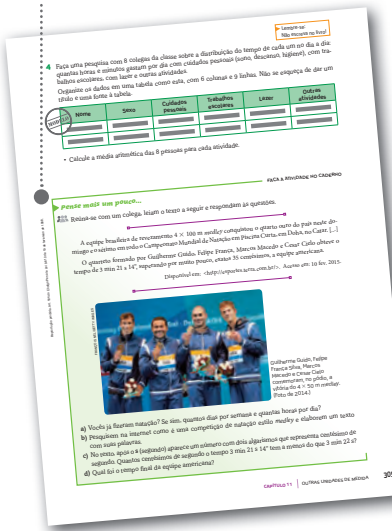 Lembre-se:
Não escreva no livro!
4 Faça uma pesquisa com 8 colegas da classe sobre a distribuição do tempo de cada um no dia a dia:
quantas horas e minutos gastam por dia com cuidados pessoais (sono, descanso, higiene), com tra-
balhos escolares, com lazer e outras atividades.
Organize os dados em uma tabela como esta, com 6 colunas e 9 linhas. Não se esqueça de dar um
título e uma fonte à tabela.
Nome Sexo Cuidados pessoais Trabalhos escolares Lazer Outras atividades
• Calcule a média aritmética das 8 pessoas para cada atividade.
FAÇA A ATIVIDADE NO CADERNO
Pense mais um pouco...
Reúna-se com um colega, leiam o texto a seguir e respondam às questões.
A equipe brasileira de revezamento 4 × 100 m medley conquistou o quarto ouro do país neste do-
mingo e o sétimo em todo o Campeonato Mundial de Natação em Piscina Curta, em Doha, no Catar. [...]
O quarteto formado por Guilherme Guido, Felipe França, Marcos Macedo e Cesar Cielo obteve o
tempo de 3 min 21 s 14", superando por muito pouco, exatos 35 centésimos, a equipe americana.
Disponível em: <http://esportes.terra.com.br/>. Acesso em: 10 fev. 2015.
Guilherme Guido, Felipe
França Silva, Marcos
Macedo e Cesar Cielo
comemoram, no pódio, a
vitória do 4 × 50 m medley.
(Foto de 2014.)
a) Vocês já fizeram natação? Se sim, quantos dias por semana e quantas horas por dia?
b) Pesquisem na internet como é uma competição de natação estilo medley e elaborem um texto
com suas palavras.
c) No texto, após o s (segundo) aparece um número com dois algarismos que representa centésimo de
segundo. Quantos centésimos de segundo o tempo 3 min 21 s 14" tem a menos do que 3 min 22 s?
d) Qual foi o tempo final da equipe americana?
CAPÍTULO 11 OUTRAS UNIDADES DE MEDIDA 305